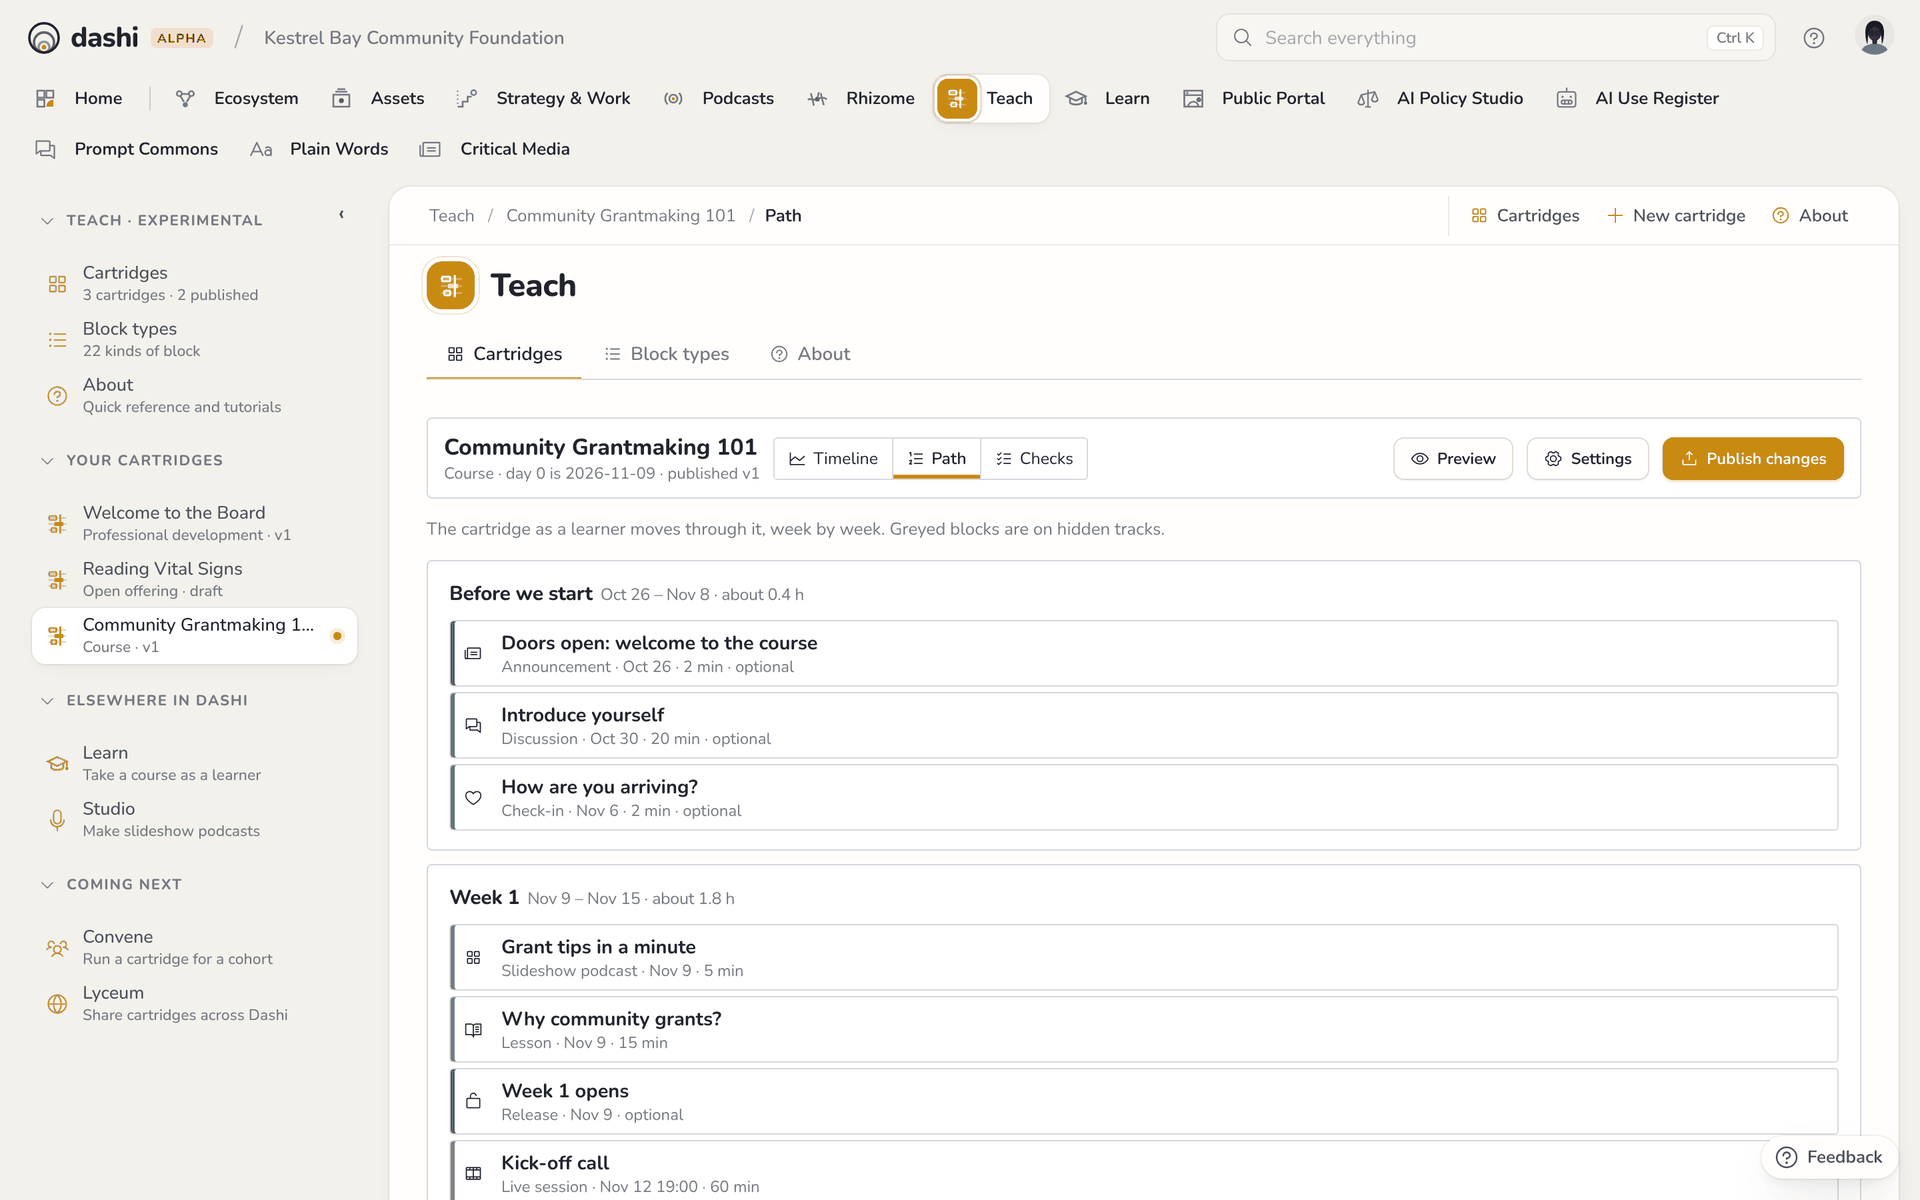 dashi ALPHA / Kestrel Bay Community Foundation
Search everything Ctrl K
Home Ecosystem Assets Strategy & Work Podcasts Rhizome Teach Learn Public Portal AI Policy Studio AI Use Register
Prompt Commons Aa Plain Words Critical Media
TEACH · EXPERIMENTAL
Cartridges
3 cartridges · 2 published
Block types
22 kinds of block
About
Quick reference and tutorials
YOUR CARTRIDGES
Welcome to the Board
Professional development · v1
Reading Vital Signs
Open offering · draft
Community Grantmaking 1...
Course · v1
ELSEWHERE IN DASHI
Learn
Take a course as a learner
Studio
Make slideshow podcasts
COMING NEXT
Convene
Run a cartridge for a cohort
Lyceum
Share cartridges across Dashi
Teach / Community Grantmaking 101 / Path
Cartridges New cartridge About
Teach
Cartridges Block types About
Community Grantmaking 101
Course · day 0 is 2026-11-09 · published v1
Timeline Path Checks
Preview Settings Publish changes
The cartridge as a learner moves through it, week by week. Greyed blocks are on hidden tracks.
Before we start Oct 26 – Nov 8 · about 0.4 h
Doors open: welcome to the course
Announcement · Oct 26 · 2 min · optional
Introduce yourself
Discussion · Oct 30 · 20 min · optional
How are you arriving?
Check-in · Nov 6 · 2 min · optional
Week 1 Nov 9 – Nov 15 · about 1.8 h
Grant tips in a minute
Slideshow podcast · Nov 9 · 5 min
Why community grants?
Lesson · Nov 9 · 15 min
Week 1 opens
Release · Nov 9 · optional
Kick-off call
Live session · Nov 12 19:00 · 60 min
Feedback